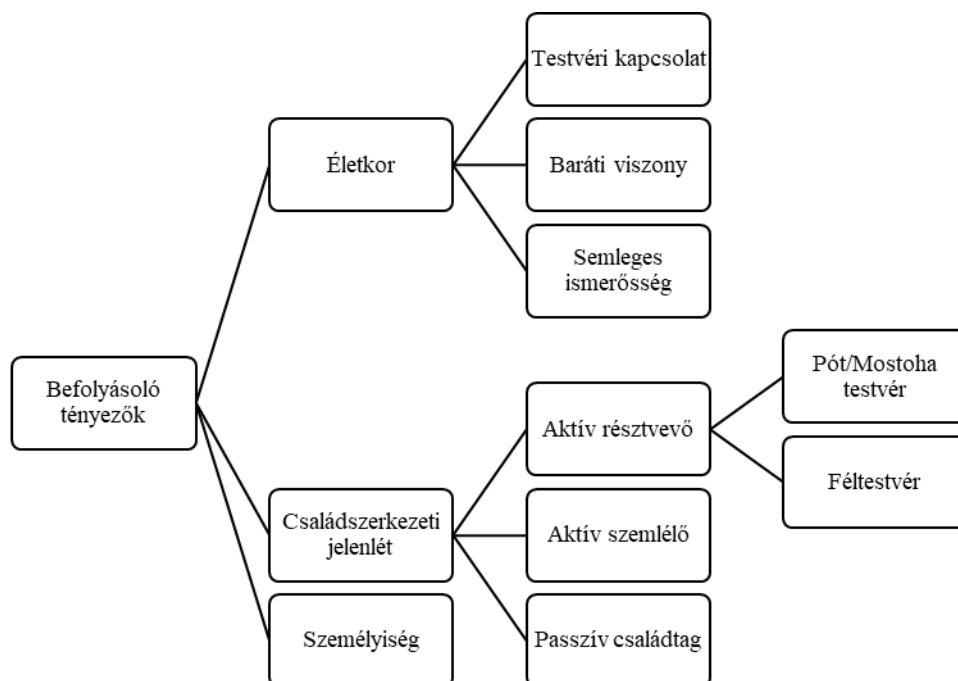 Testvéri kapcsolat
Életkor
Baráti viszony
Semleges
ismerősség
Befolyásoló
tényezők
Pót/Mostoha
testvér
Aktív résztvevő
Féltestvér
Családszerkezeti
jelenlét
Aktív szemlélő
Személyiség
Passzív családtag